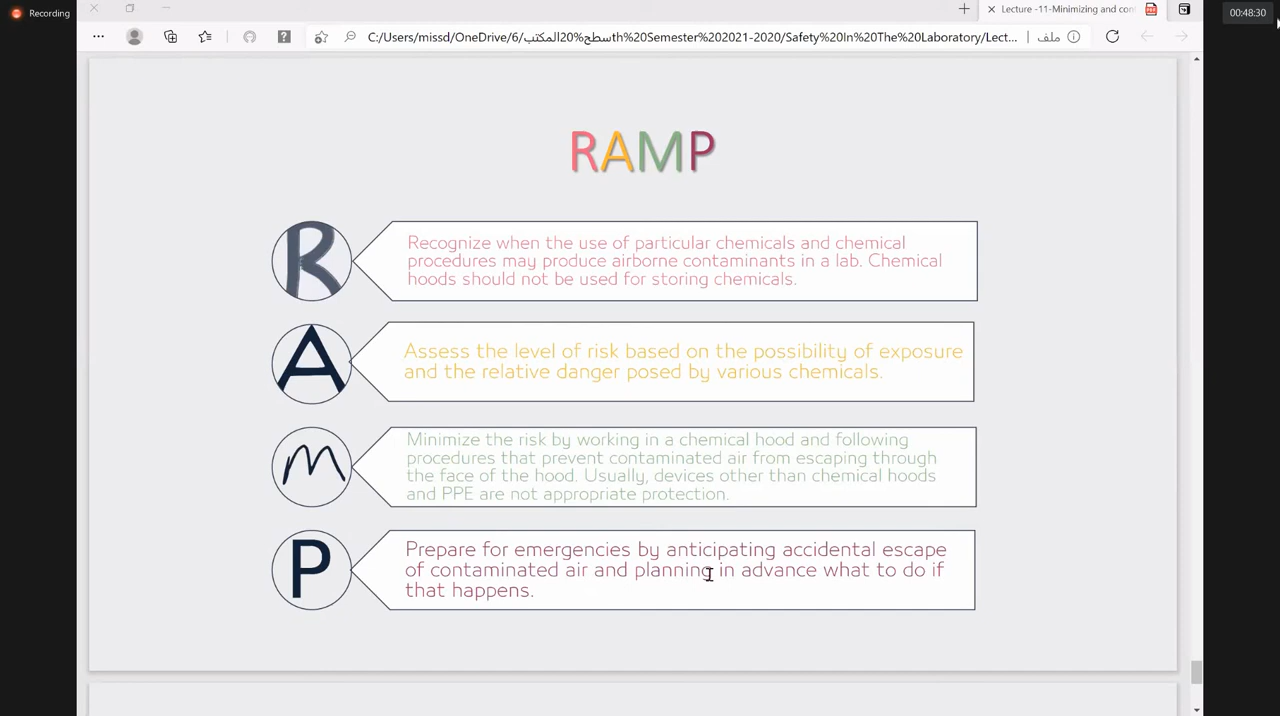 Recording
00:48:30
Lecture -11-Minimizing and con
C:/Users/missd/OneDrive/6/سطح%20المكتبth%20Semester%202021-2020/Safety%20In%20The%20Laboratory/Lect...
ملف
RAMP
R
Recognize when the use of particular chemicals and chemical
procedures may produce airborne contaminants in a lab. Chemical
hoods should not be used for storing chemicals.
A
Assess the level of risk based on the possibility of exposure
and the relative danger posed by various chemicals.
M
Minimize the risk by working in a chemical hood and following
procedures that prevent contaminated air from escaping through
the face of the hood. Usually, devices other than chemical hoods
and PPE are not appropriate protection.
P
Prepare for emergencies by anticipating accidental escape
of contaminated air and planning in advance what to do if
that happens.